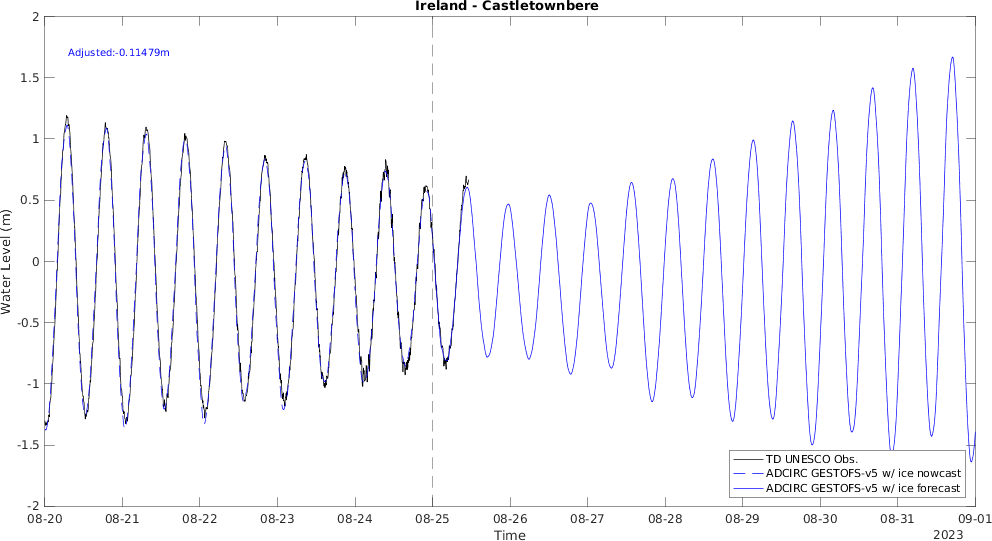 Ireland - Castletownbere
Adjusted:-0.11479m
2
1.5
1
0.5
0
-0.5
-1
-1.5
-2
Water Level (m)
TD UNESCO Obs.
ADCIRC GESTOFS-v5 w/ ice nowcast
ADCIRC GESTOFS-v5 w/ ice forecast
08-20 08-21 08-22 08-23 08-24 08-25 08-26 08-27 08-28 08-29 08-30 08-31 09-01
Time
2023